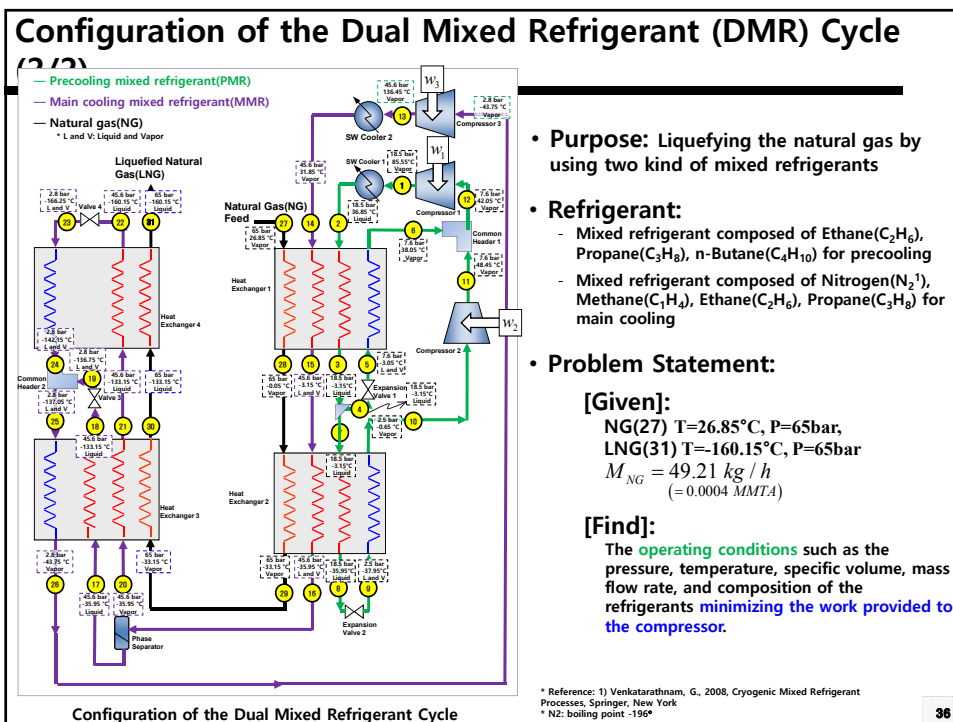 Configuration of the Dual Mixed Refrigerant (DMR) Cycle
(2/2)
— Precooling mixed refrigerant(PMR)
— Main cooling mixed refrigerant(MMR)
— Natural gas(NG)
* L and V: Liquid and Vapor
Liquefied Natural
Gas(LNG)
2.8 bar
-166.25 °C
L and V
Valve 4
45.6 bar
-160.15 °C
Liquid
65 bar
-160.15 °C
Liquid
23
22
31
Heat
Exchanger 4
2.8 bar
-142.15 °C
L and V
24
Common
Header 2
2.8 bar
-136.75 °C
L and V
19
Valve 3
45.6 bar
-133.15 °C
Liquid
65 bar
-133.15 °C
Liquid
2.8 bar
-137.05 °C
L and V
25
18
21
30
45.6 bar
-133.15 °C
Liquid
Heat
Exchanger 3
2.8 bar
-43.75 °C
Vapor
65 bar
-33.15 °C
Vapor
26
17
20
45.6 bar
-35.95 °C
Liquid
45.6 bar
-35.95 °C
Vapor
Phase
Separator
45.6 bar
136.45 °C
Vapor
w3
2.8 bar
-43.75 °C
Vapor
13
SW Cooler 2
Compressor 3
45.6 bar
31.85 °C
Vapor
SW Cooler 1
18.5 bar
85.55°C
Vapor
w1
1
12
7.6 bar
42.05 °C
Vapor
18.5 bar
36.85 °C
Liquid
Compressor 1
Natural Gas(NG)
Feed
27
14
2
6
Common
Header 1
65 bar
26.85 °C
Vapor
7.6 bar
38.05 °C
Vapor
7.6 bar
48.45 °C
Vapor
11
Heat
Exchanger 1
w2
Compressor 2
28
15
3
5
7.6 bar
-3.05 °C
L and V
65 bar
-0.05 °C
Vapor
45.6 bar
-3.15 °C
L and V
18.5 bar
-3.15°C
Liquid
Expansion
Valve 1
18.5 bar
-3.15°C
Liquid
4
7
2.5 bar
-0.65 °C
Vapor
10
18.5 bar
-3.15 °C
Liquid
Heat
Exchanger 2
65 bar
-33.15 °C
Vapor
45.6 bar
-35.95 °C
L and V
18.5 bar
-35.95°C
Liquid
2.5 bar
-37.95°C
L and V
29
16
8
9
Expansion
Valve 2
Configuration of the Dual Mixed Refrigerant Cycle
• Purpose: Liquefying the natural gas by
using two kind of mixed refrigerants
• Refrigerant:
- Mixed refrigerant composed of Ethane(C2H6),
Propane(C3H8), n-Butane(C4H10) for precooling
- Mixed refrigerant composed of Nitrogen(N2¹),
Methane(C1H4), Ethane(C2H6), Propane(C3H8) for
main cooling
• Problem Statement:
[Given]:
NG(27) T=26.85°C, P=65bar,
LNG(31) T=-160.15°C, P=65bar
M NG = 49.21 kg / h
(= 0.0004 MMTA)
[Find]:
The operating conditions such as the
pressure, temperature, specific volume, mass
flow rate, and composition of the
refrigerants minimizing the work provided to
the compressor.
* Reference: 1) Venkatarathnam, G., 2008, Cryogenic Mixed Refrigerant
Processes, Springer, New York
* N2: boiling point -196°
36